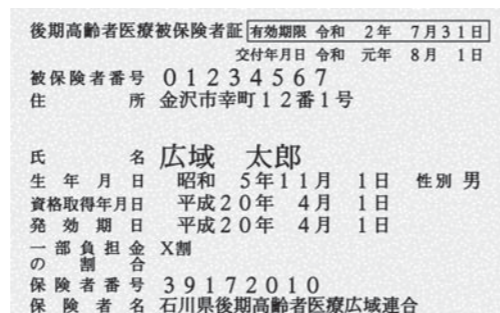 後期高齢者医療被保険者証 有効期限 令和 2年 7月31日
交付年月日 令和 元年 8月 1日
被保険者番号 01234567
住所 金沢市幸町12番1号
氏名 広域 太郎
生年月日 昭和 5年11月 1日 性別 男
資格取得年月日 平成20年 4月 1日
発効期日 平成20年 4月 1日
一部負担金の割合 X割
保険者番号 39172010
保険者名 石川県後期高齢者医療広域連合